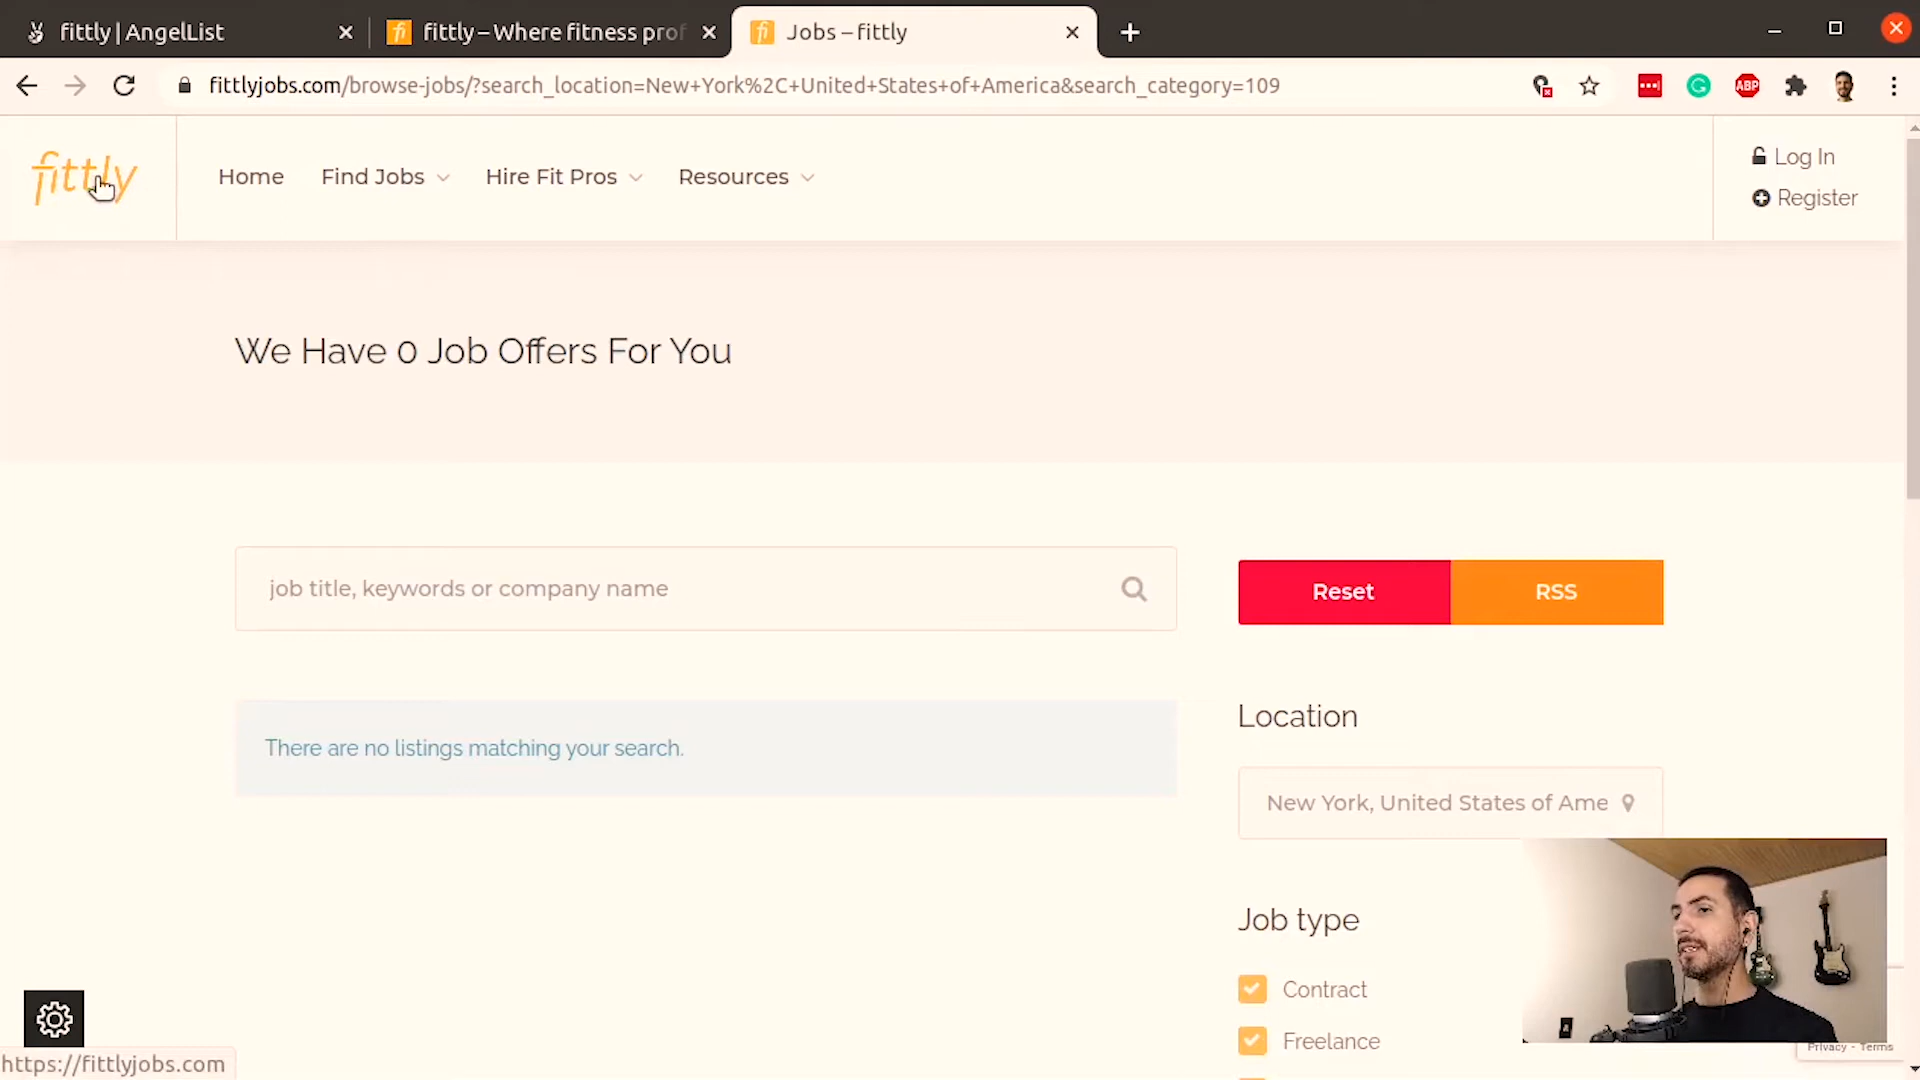 fittly | AngelList
fittly – Where fitness prof
Jobs – fittly
fittlyjobs.com/browse-jobs/?search_location=New+York%2C+United+States+of+America&search_category=109
ABP
fittly
Home
Find Jobs
Hire Fit Pros
Resources
Log In
Register
We Have 0 Job Offers For You
job title, keywords or company name
Reset
RSS
There are no listings matching your search.
Location
New York, United States of Ame
Job type
Contract
Freelance
Privacy - Terms
https://fittlyjobs.com